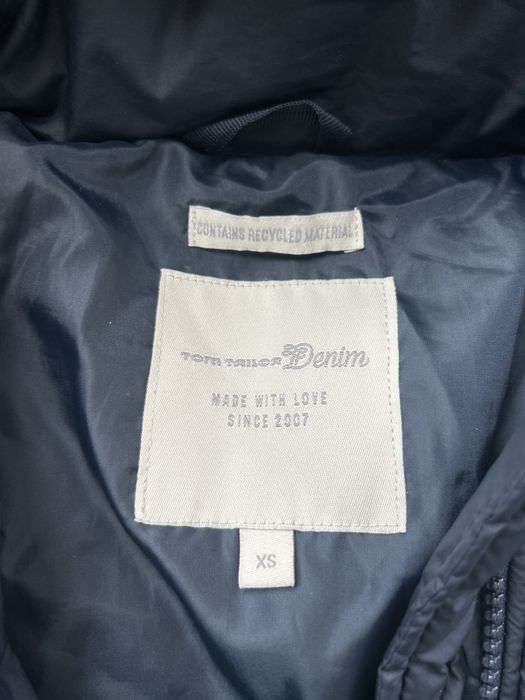 CONTAINS RECYCLED MATERIAL
TOM TAILOR Denim
MADE WITH LOVE
SINCE 2007
XS